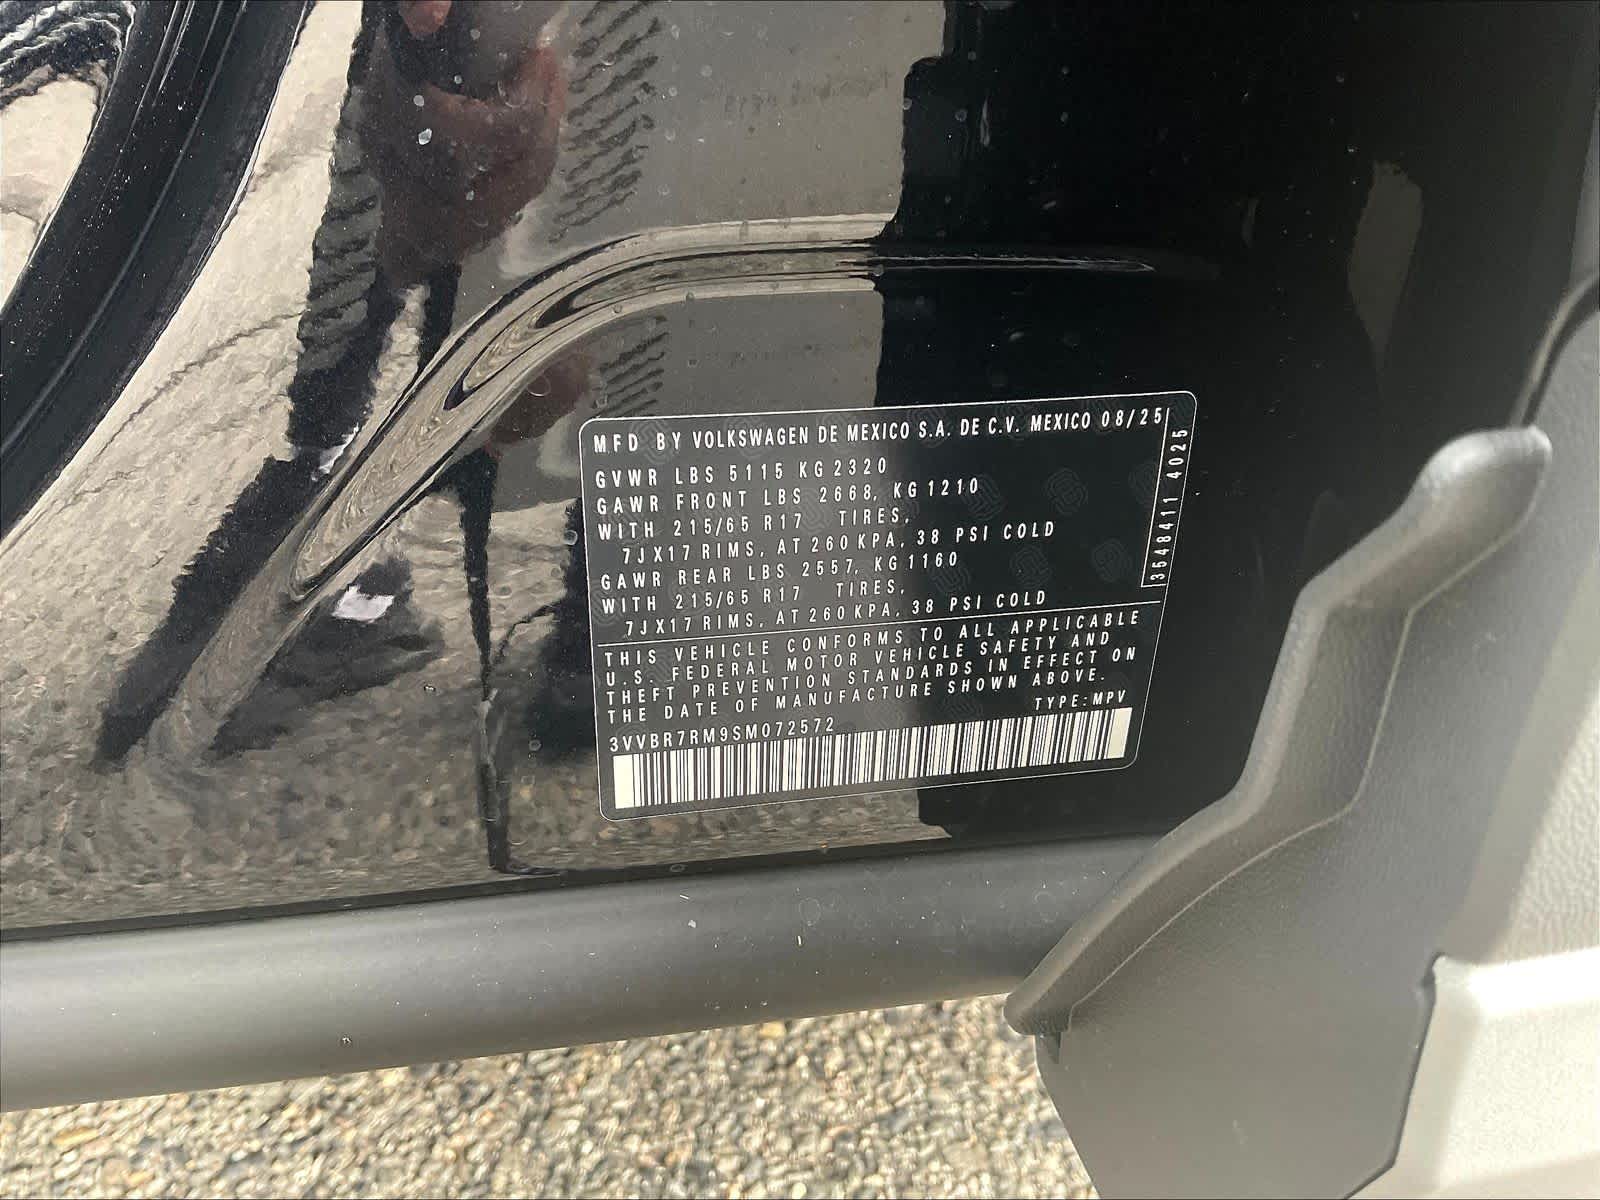 MFD BY VOLKSWAGEN DE MEXICO S.A. DE C.V. MEXICO 08/25
GVWR LBS 5115 KG 2320
GAWR FRONT LBS 2668, KG 1210
WITH 215/65 R17 TIRES,
7JX17 RIMS, AT 260 KPA, 38 PSI COLD
GAWR REAR LBS 2557, KG 1160
WITH 215/65 R17 TIRES,
7JX17 RIMS, AT 260 KPA, 38 PSI COLD
3548411 4025
THIS VEHICLE CONFORMS TO ALL APPLICABLE
U.S. FEDERAL MOTOR VEHICLE SAFETY AND
THEFT PREVENTION STANDARDS IN EFFECT ON
THE DATE OF MANUFACTURE SHOWN ABOVE.
TYPE: MPV
3VVBR7RM9SM072572